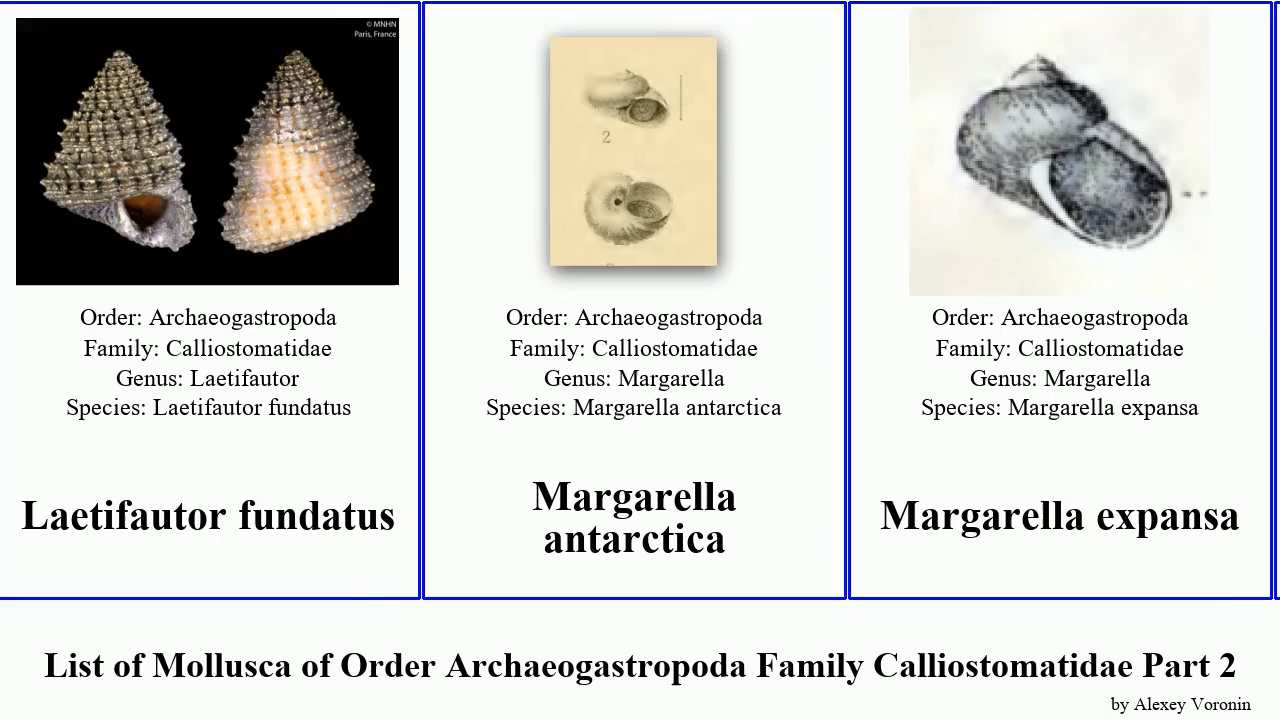 © MNHN
Paris, France
2
Order: Archaeogastropoda
Family: Calliostomatidae
Genus: Laetifautor
Species: Laetifautor fundatus
Laetifautor fundatus
Order: Archaeogastropoda
Family: Calliostomatidae
Genus: Margarella
Species: Margarella antarctica
Margarella
antarctica
Order: Archaeogastropoda
Family: Calliostomatidae
Genus: Margarella
Species: Margarella expansa
Margarella expansa
List of Mollusca of Order Archaeogastropoda Family Calliostomatidae Part 2
by Alexey Voronin